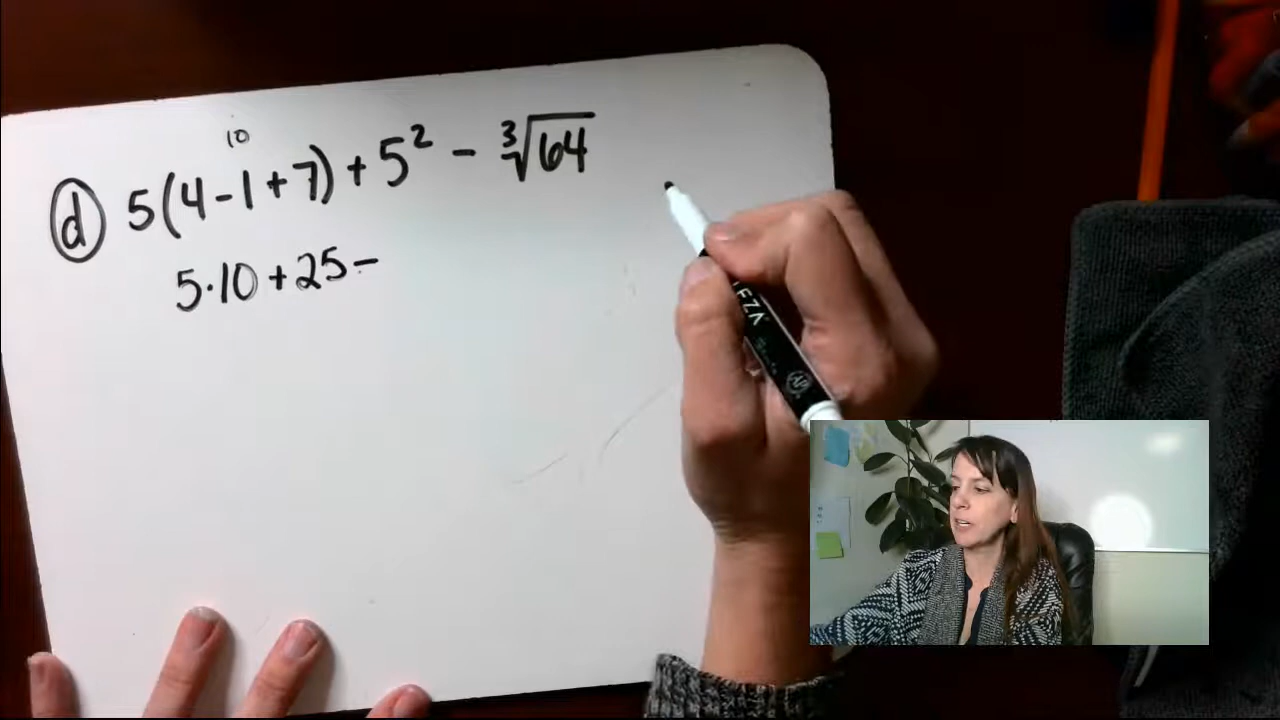 10
ⓓ 5(4-1+7)+5² - ∛64
5·10+25-